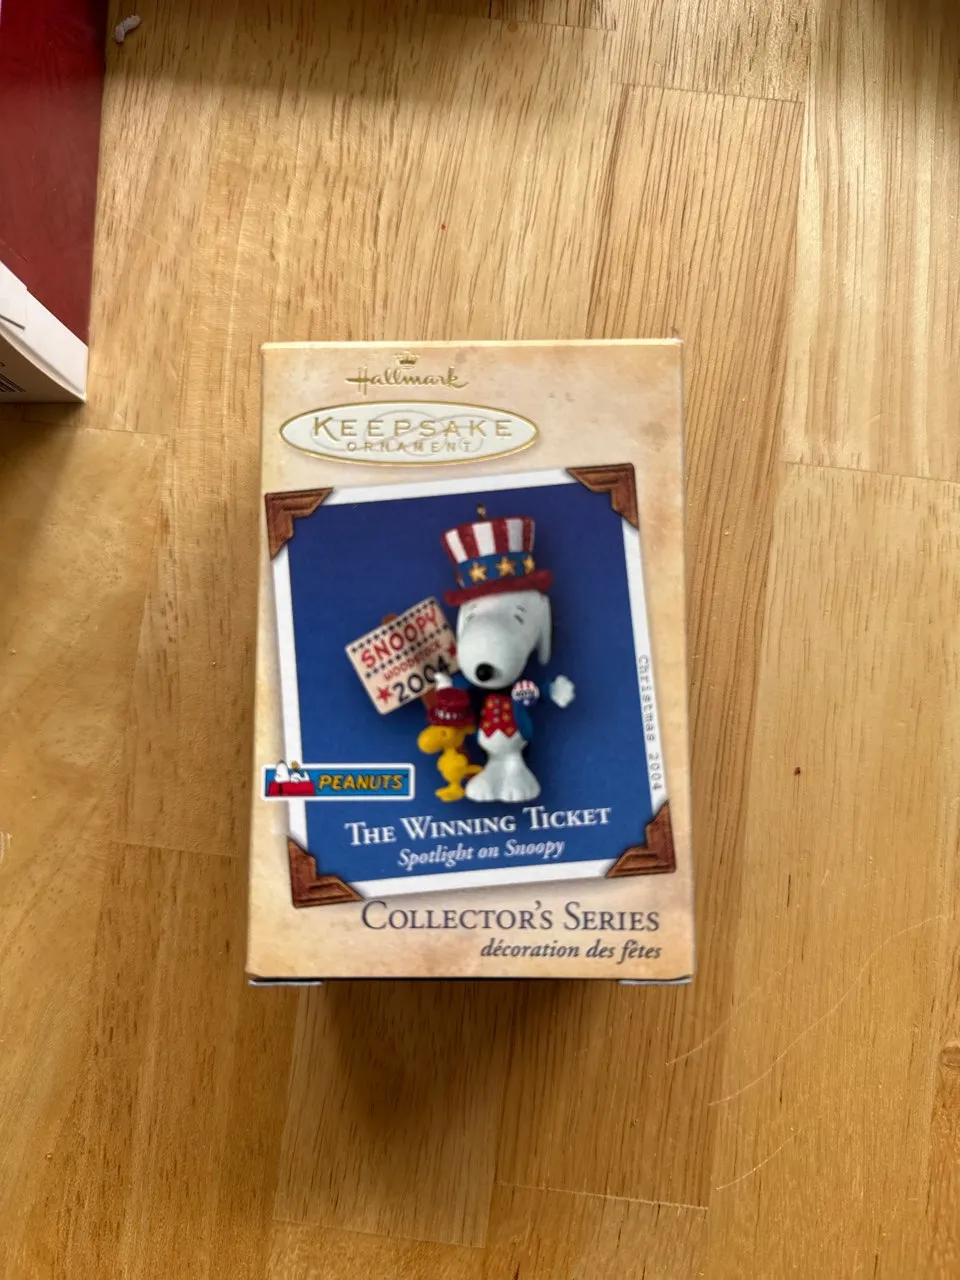 Hallmark
KEEPSAKE
ORNAMENT
SNOOPY
WOODSTOCK
2004
Christmas 2004
PEANUTS
THE WINNING TICKET
Spotlight on Snoopy
COLLECTOR'S SERIES
décoration des fêtes